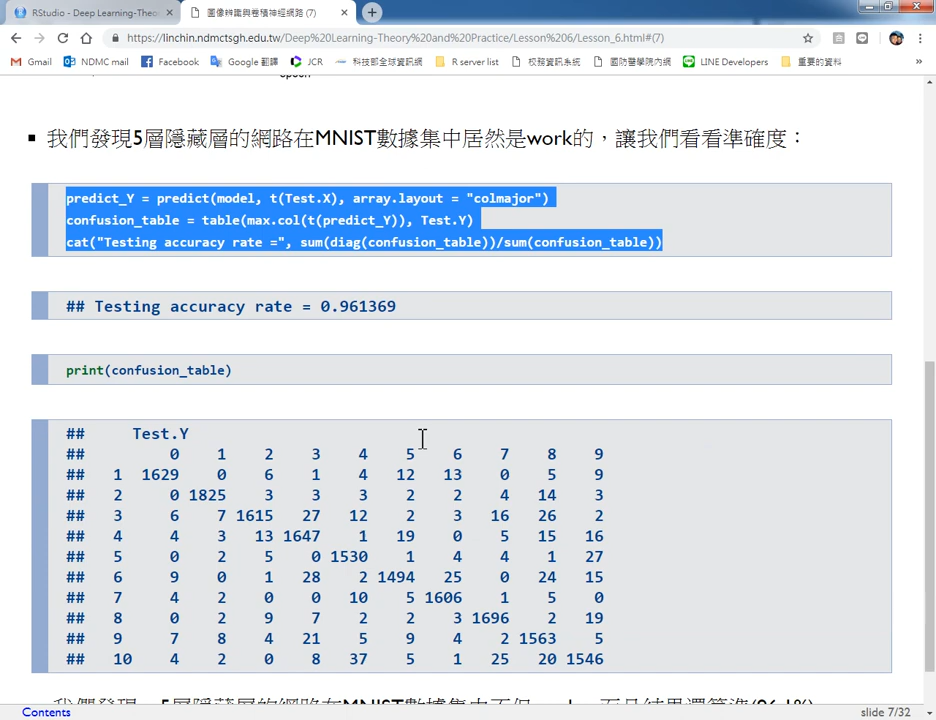 RStudio - Deep Learning-Theo
圖像辨識與卷積神經網路 (7)
https://linchin.ndmctsgh.edu.tw/Deep%20Learning-Theory%20and%20Practice/Lesson%206/Lesson_6.html#(7)
Gmail NDMC mail Facebook Google 翻譯 JCR 科技部全球資訊網 R server list 校務資訊系統 國防醫學院內網 LINE Developers 重要的資料 »
epoch
我們發現5層隱藏層的網路在MNIST數據集中居然是work的，讓我們看看準確度：
predict_Y = predict(model, t(Test.X), array.layout = "colmajor")
confusion_table = table(max.col(t(predict_Y)), Test.Y)
cat("Testing accuracy rate =", sum(diag(confusion_table))/sum(confusion_table))
## Testing accuracy rate = 0.961369
print(confusion_table)
## Test.Y
## 0 1 2 3 4 5 6 7 8 9
## 1 1629 0 6 1 4 12 13 0 5 9
## 2 0 1825 3 3 3 2 2 4 14 3
## 3 6 7 1615 27 12 2 3 16 26 2
## 4 4 3 13 1647 1 19 0 5 15 16
## 5 0 2 5 0 1530 1 4 4 1 27
## 6 9 0 1 28 2 1494 25 0 24 15
## 7 4 2 0 0 10 5 1606 1 5 0
## 8 0 2 9 7 2 2 3 1696 2 19
## 9 7 8 4 21 5 9 4 2 1563 5
## 10 4 2 0 8 37 5 1 25 20 1546
Contents
slide 7/32